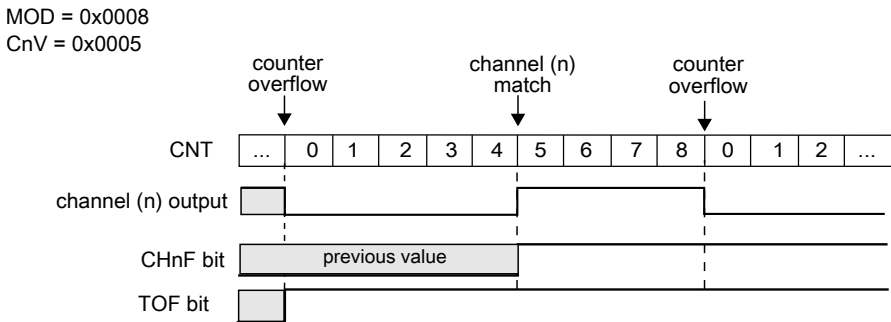 MOD = 0x0008
CnV = 0x0005
counter
overflow
channel (n)
match
counter
overflow
CNT ... 0 1 2 3 4 5 6 7 8 0 1 2 ...
channel (n) output
CHnF bit previous value
TOF bit